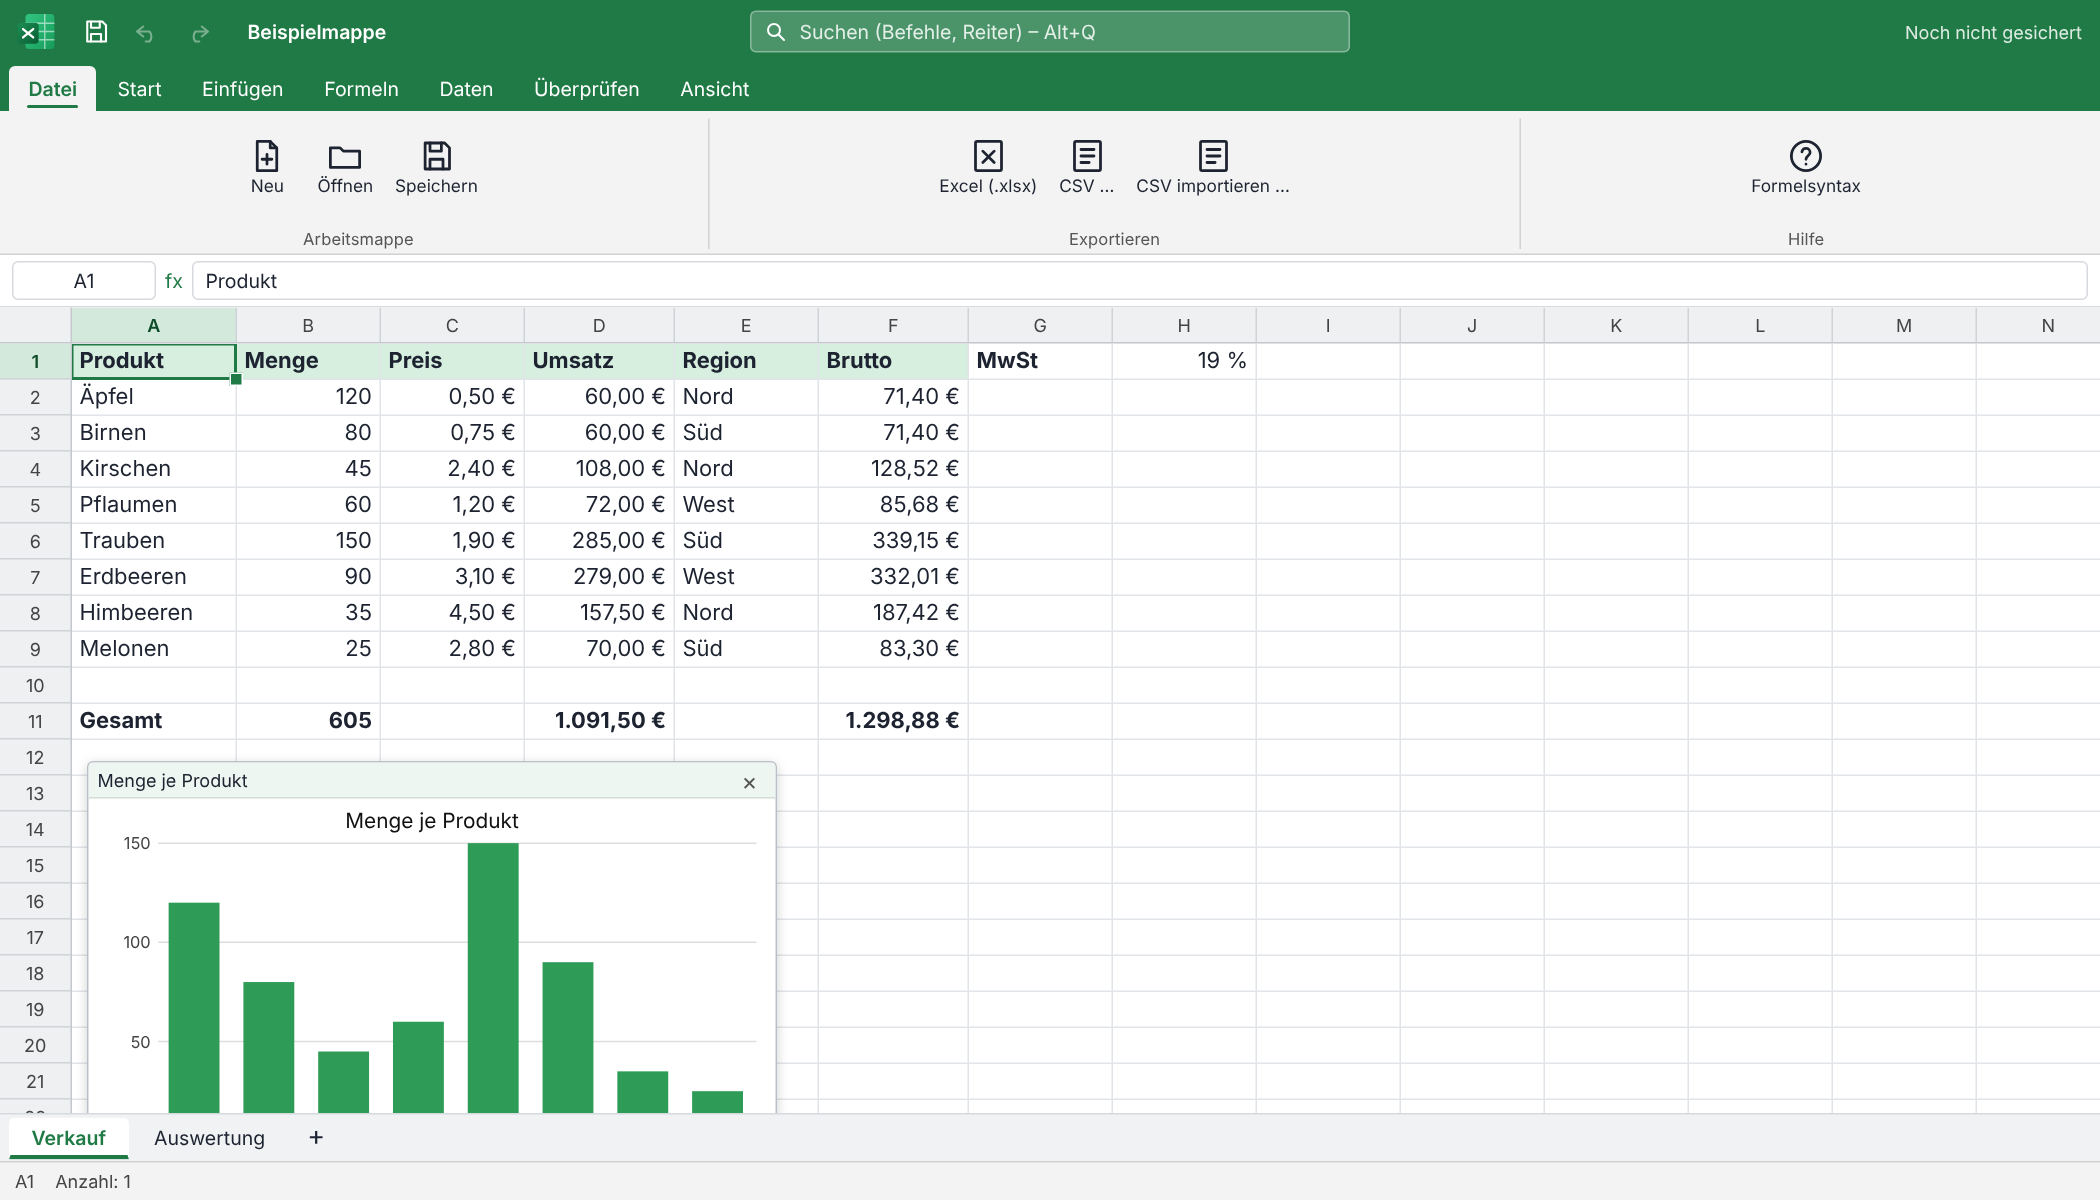 Beispielmappe
Suchen (Befehle, Reiter) – Alt+Q
Noch nicht gesichert
Datei Start Einfügen Formeln Daten Überprüfen Ansicht
Neu Öffnen Speichern Excel (.xlsx) CSV ... CSV importieren ... Formelsyntax
Arbeitsmappe Exportieren Hilfe
A1 fx Produkt
A B C D E F G H I J K L M N
1 Produkt Menge Preis Umsatz Region Brutto MwSt 19 %
2 Äpfel 120 0,50 € 60,00 € Nord 71,40 €
3 Birnen 80 0,75 € 60,00 € Süd 71,40 €
4 Kirschen 45 2,40 € 108,00 € Nord 128,52 €
5 Pflaumen 60 1,20 € 72,00 € West 85,68 €
6 Trauben 150 1,90 € 285,00 € Süd 339,15 €
7 Erdbeeren 90 3,10 € 279,00 € West 332,01 €
8 Himbeeren 35 4,50 € 157,50 € Nord 187,42 €
9 Melonen 25 2,80 € 70,00 € Süd 83,30 €
10
11 Gesamt 605 1.091,50 € 1.298,88 €
12
13
14
15
16
17
18
19
20
21
Menge je Produkt
Menge je Produkt
150
100
50
Verkauf Auswertung +
A1 Anzahl: 1